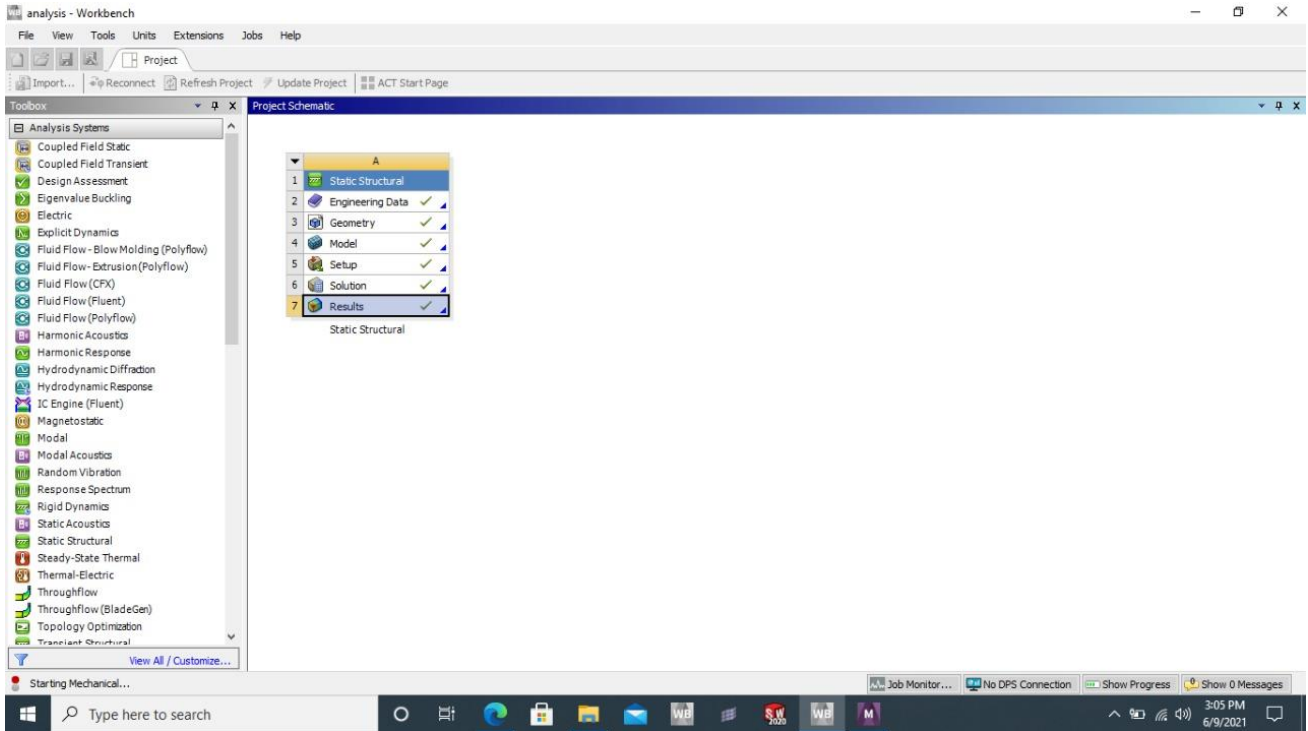 analysis - Workbench
File View Tools Units Extensions Jobs Help
Project
Import... Reconnect Refresh Project Update Project ACT Start Page
Toolbox
Project Schematic
Analysis Systems
Coupled Field Static
Coupled Field Transient
Design Assessment
Eigenvalue Buckling
Electric
Explicit Dynamics
Fluid Flow - Blow Molding (Polyflow)
Fluid Flow - Extrusion (Polyflow)
Fluid Flow (CFX)
Fluid Flow (Fluent)
Fluid Flow (Polyflow)
Harmonic Acoustics
Harmonic Response
Hydrodynamic Diffraction
Hydrodynamic Response
IC Engine (Fluent)
Magnetostatic
Modal
Modal Acoustics
Random Vibration
Response Spectrum
Rigid Dynamics
Static Acoustics
Static Structural
Steady-State Thermal
Thermal-Electric
Throughflow
Throughflow (BladeGen)
Topology Optimization
Transient Structural
View All / Customize...
A
1 Static Structural
2 Engineering Data
3 Geometry
4 Model
5 Setup
6 Solution
7 Results
Static Structural
Starting Mechanical...
Job Monitor... No DPS Connection Show Progress Show 0 Messages
Type here to search
WB
SW 2020
WB
M
3:05 PM
6/9/2021